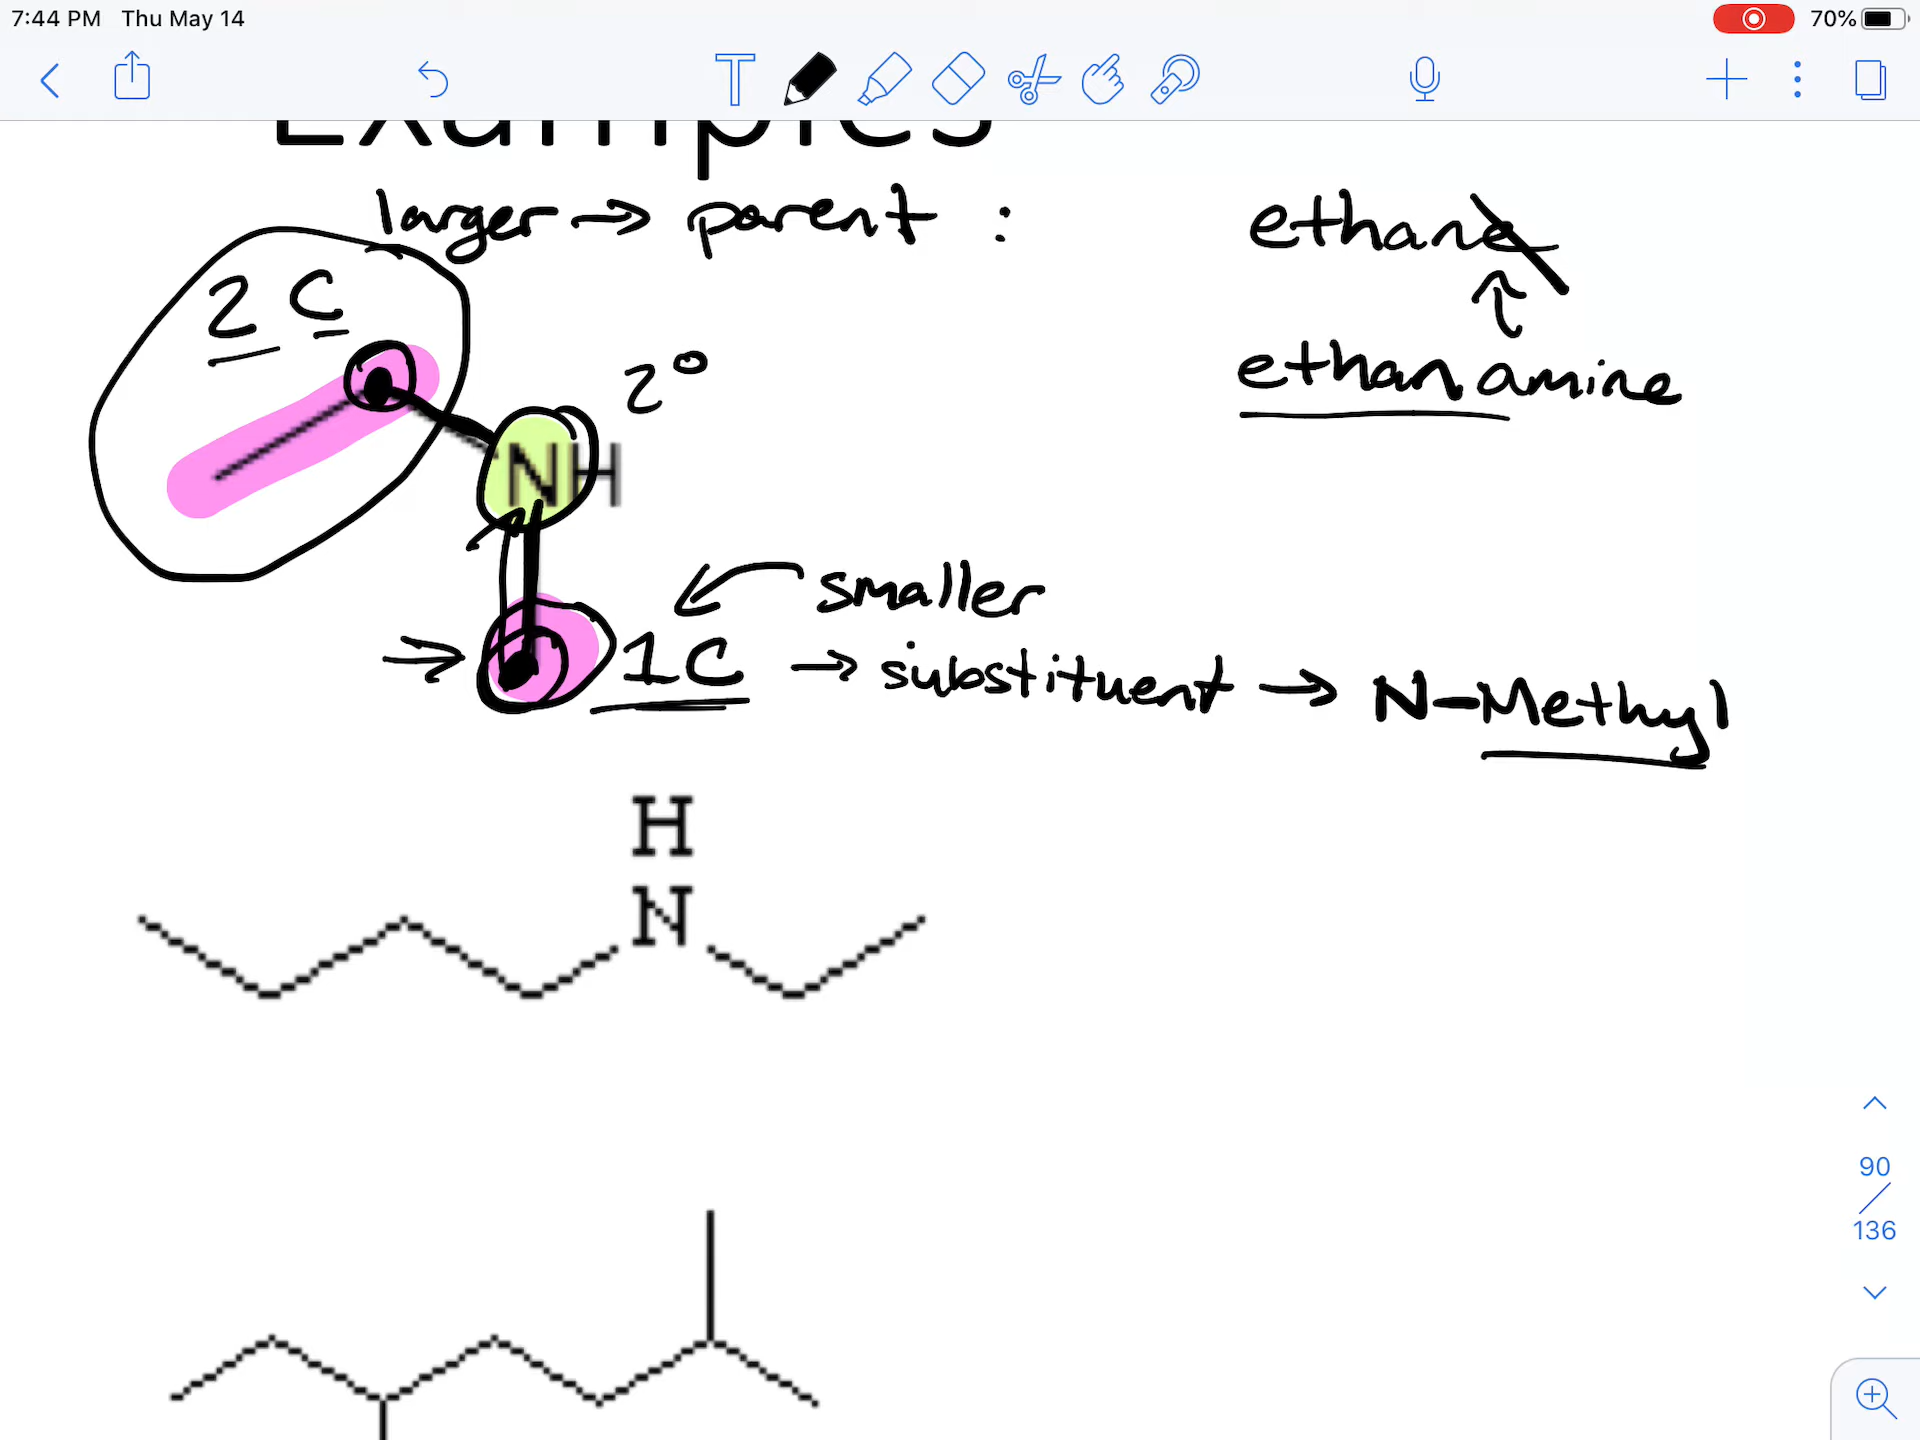 7:44 PM Thu May 14
70%
Examples
larger → parent :
ethane
2 C
2°
ethanamine
NH
smaller
1C → substituent → N-Methyl
H
N
90
136